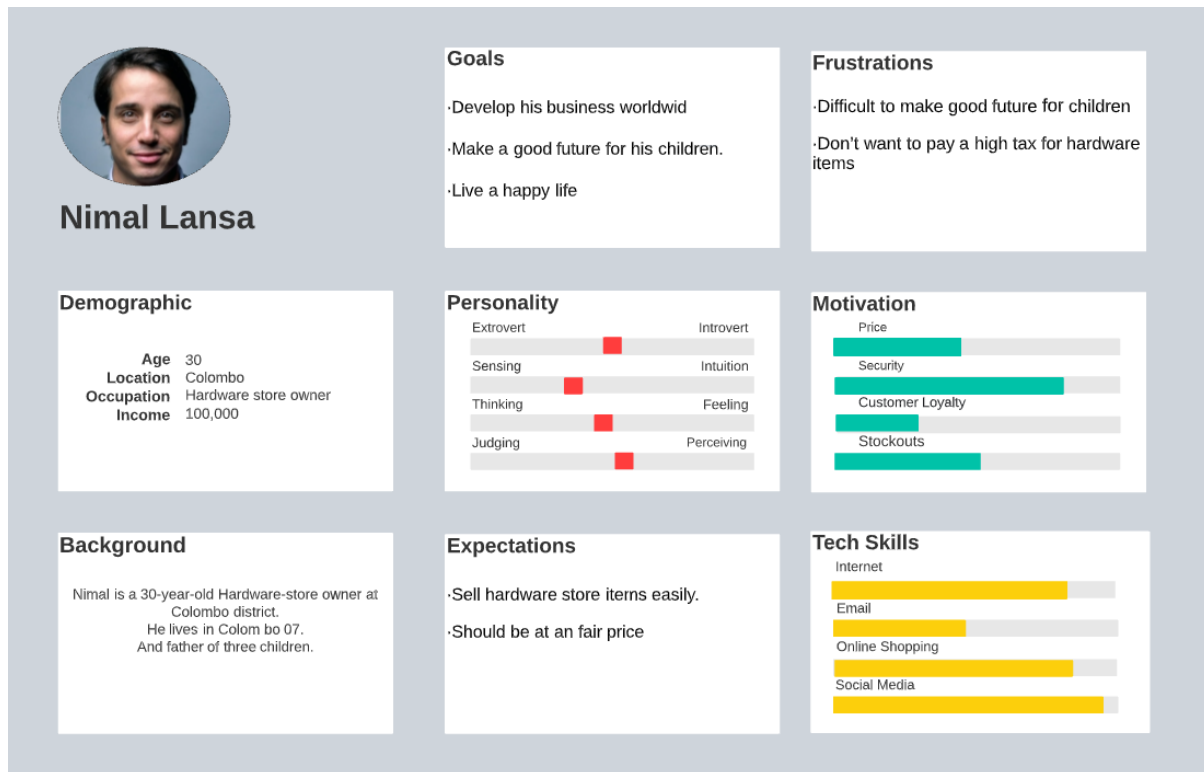 Nimal Lansa
Goals
·Develop his business worldwid
·Make a good future for his children.
·Live a happy life
Frustrations
·Difficult to make good future for children
·Don't want to pay a high tax for hardware
items
Demographic
Age 30
Location Colombo
Occupation Hardware store owner
Income 100,000
Personality
Extrovert Introvert
Sensing Intuition
Thinking Feeling
Judging Perceiving
Motivation
Price
Security
Customer Loyalty
Stockouts
Background
Nimal is a 30-year-old Hardware-store owner at
Colombo district.
He lives in Colom bo 07.
And father of three children.
Expectations
·Sell hardware store items easily.
·Should be at an fair price
Tech Skills
Internet
Email
Online Shopping
Social Media